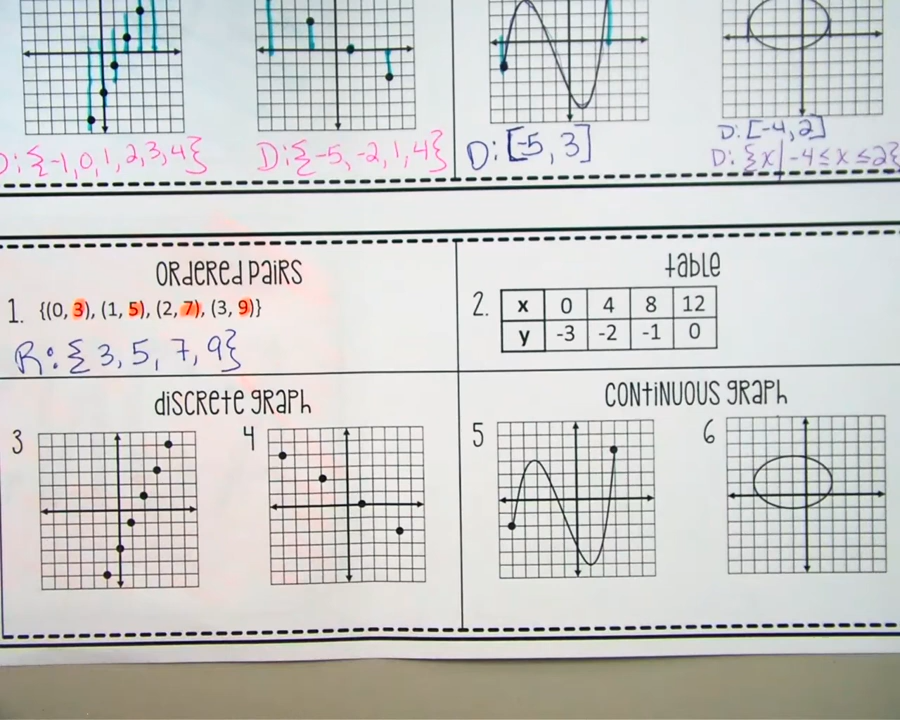 D:{-1,0,1,2,3,4}
D:{-5,-2,1,4}
D: [-5, 3]
D: [-4,2]
D: {x|-4≤x≤2}
Ordered Pairs
1. {(0, 3), (1, 5), (2, 7), (3, 9)}
R: {3, 5, 7, 9}
Table
2.
x 0 4 8 12
y -3 -2 -1 0
Discrete Graph
3
4
Continuous Graph
5
6